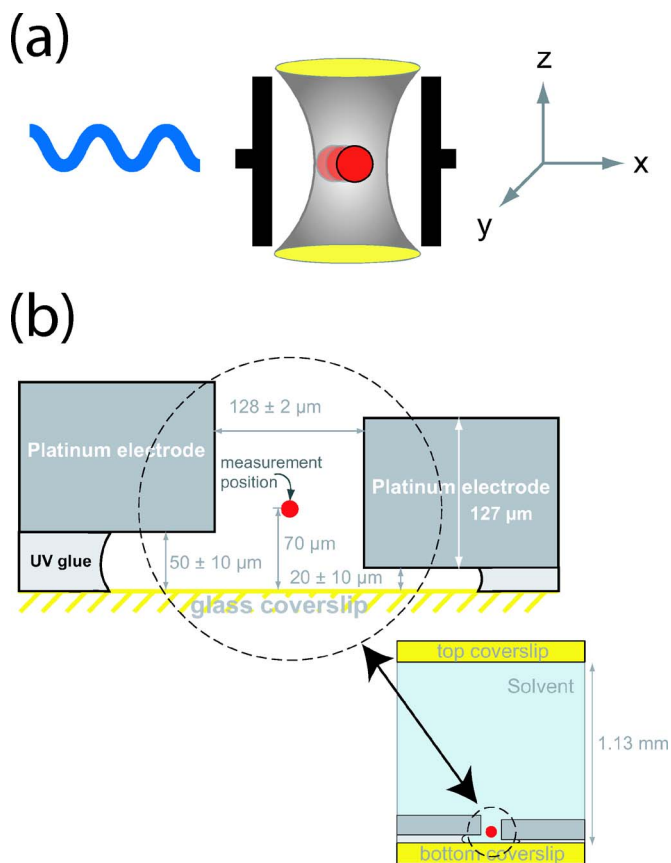 (a)
z
x
y
(b)
128 ± 2 μm
Platinum electrode
measurement
position
Platinum electrode
127 μm
70 μm
UV glue
50 ± 10 μm
20 ± 10 μm
glass coverslip
top coverslip
Solvent
1.13 mm
bottom coverslip